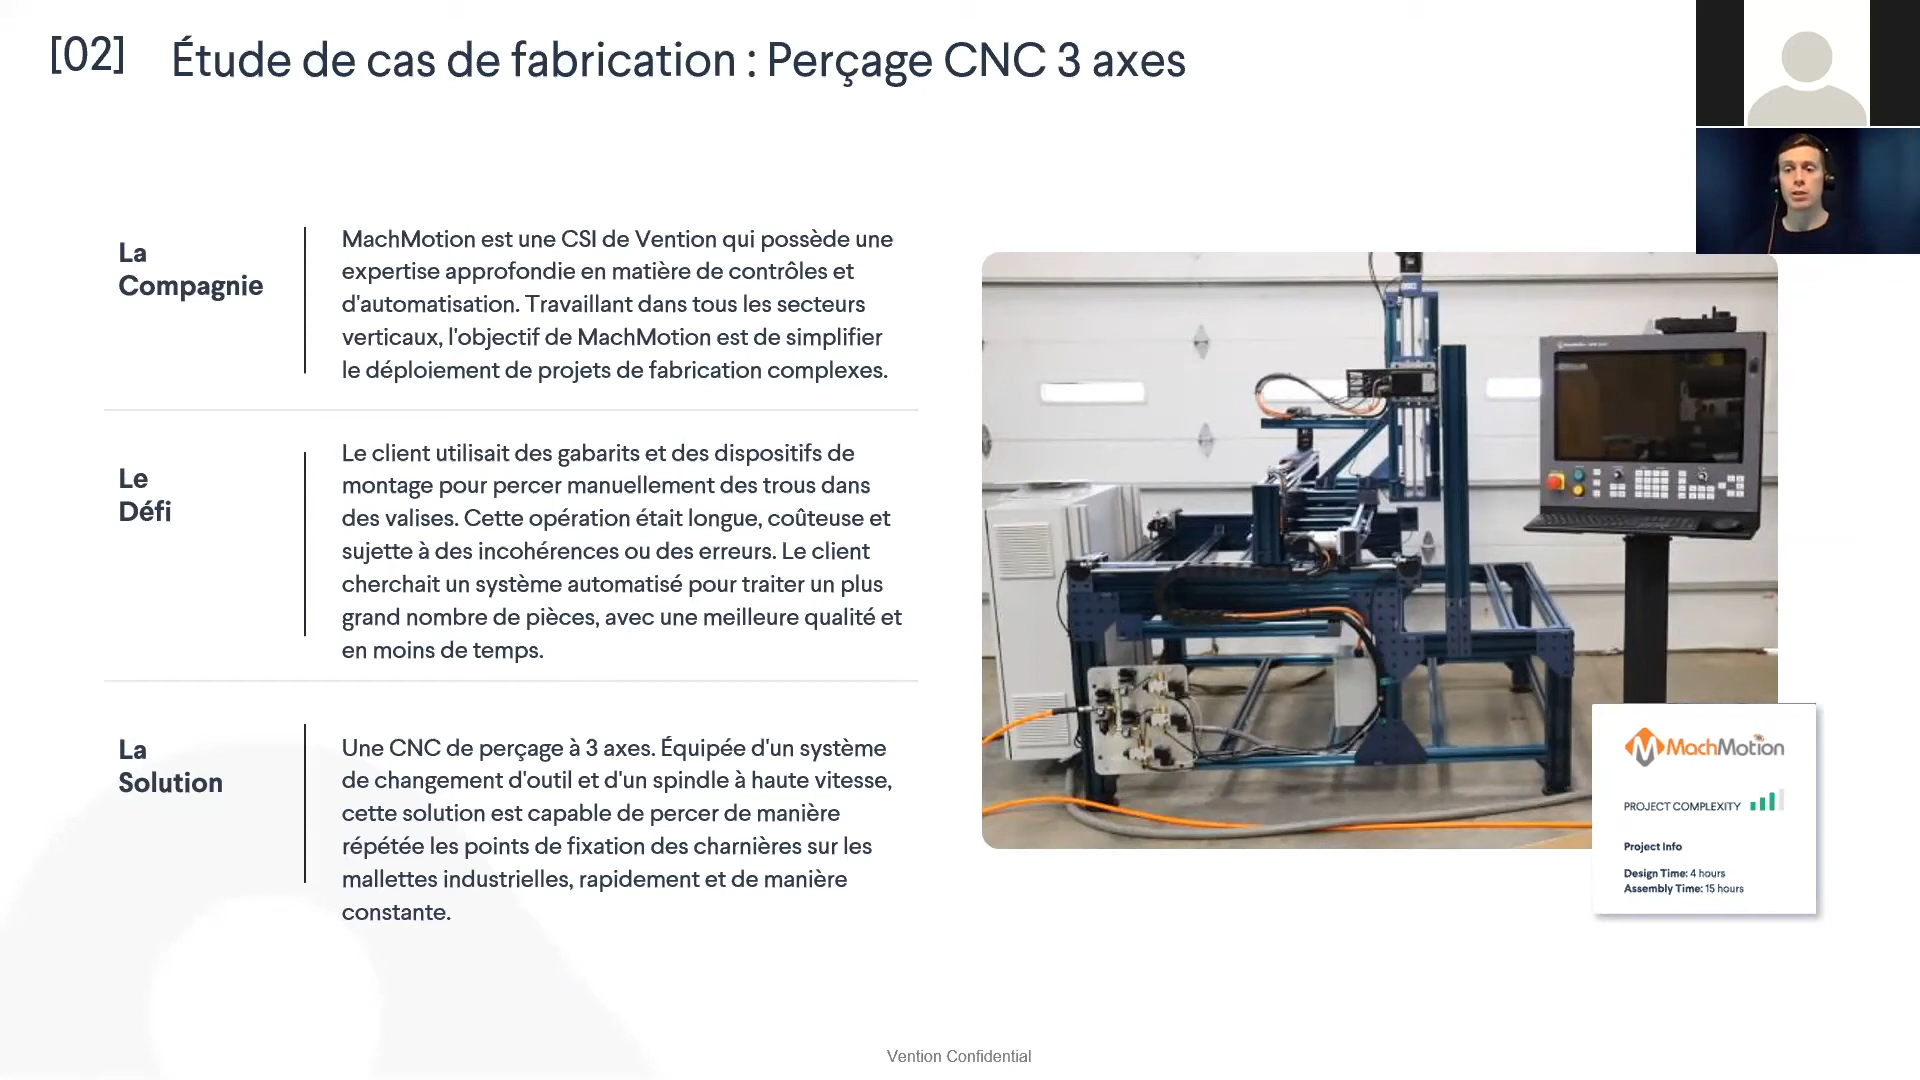 [02] Étude de cas de fabrication : Perçage CNC 3 axes
La
Compagnie
MachMotion est une CSI de Vention qui possède une
expertise approfondie en matière de contrôles et
d'automatisation. Travaillant dans tous les secteurs
verticaux, l'objectif de MachMotion est de simplifier
le déploiement de projets de fabrication complexes.
Le
Défi
Le client utilisait des gabarits et des dispositifs de
montage pour percer manuellement des trous dans
des valises. Cette opération était longue, coûteuse et
sujette à des incohérences ou des erreurs. Le client
cherchait un système automatisé pour traiter un plus
grand nombre de pièces, avec une meilleure qualité et
en moins de temps.
La
Solution
Une CNC de perçage à 3 axes. Équipée d'un système
de changement d'outil et d'un spindle à haute vitesse,
cette solution est capable de percer de manière
répétée les points de fixation des charnières sur les
mallettes industrielles, rapidement et de manière
constante.
MachMotion
PROJECT COMPLEXITY
Project Info
Design Time: 4 hours
Assembly Time: 15 hours
Vention Confidential